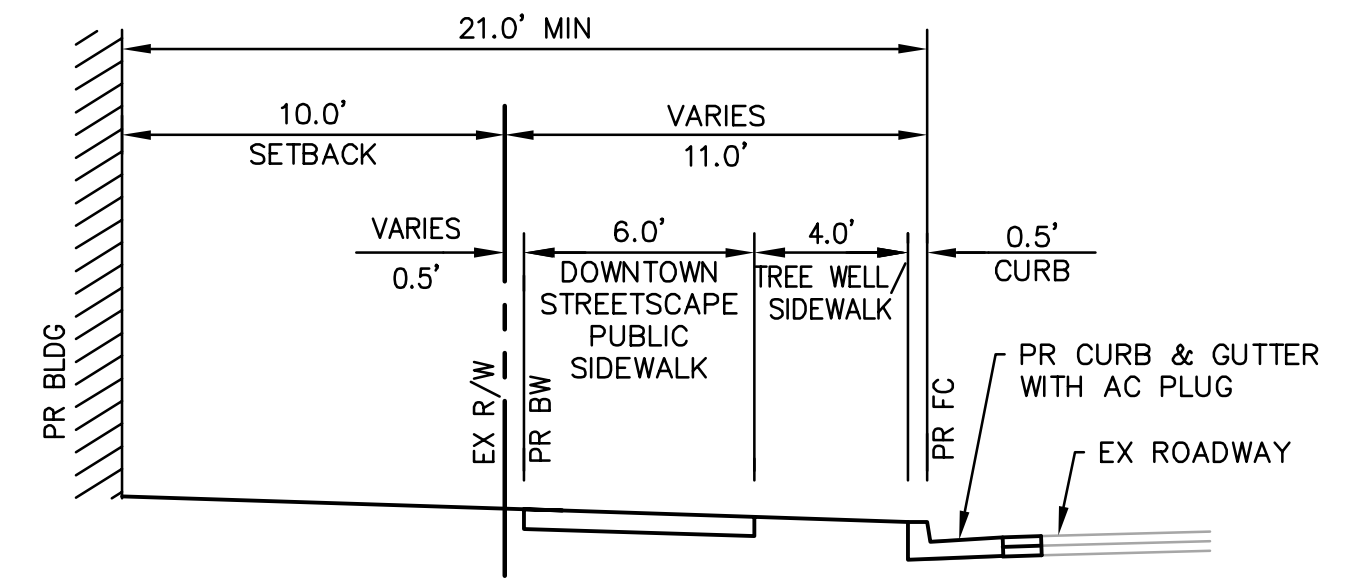 21.0' MIN
10.0'
SETBACK
VARIES
11.0'
VARIES
0.5'
6.0'
DOWNTOWN
STREETSCAPE
PUBLIC
SIDEWALK
4.0'
TREE WELL/
SIDEWALK
0.5'
CURB
PR BLDG
EX R/W
PR BW
PR FC
PR CURB & GUTTER
WITH AC PLUG
EX ROADWAY